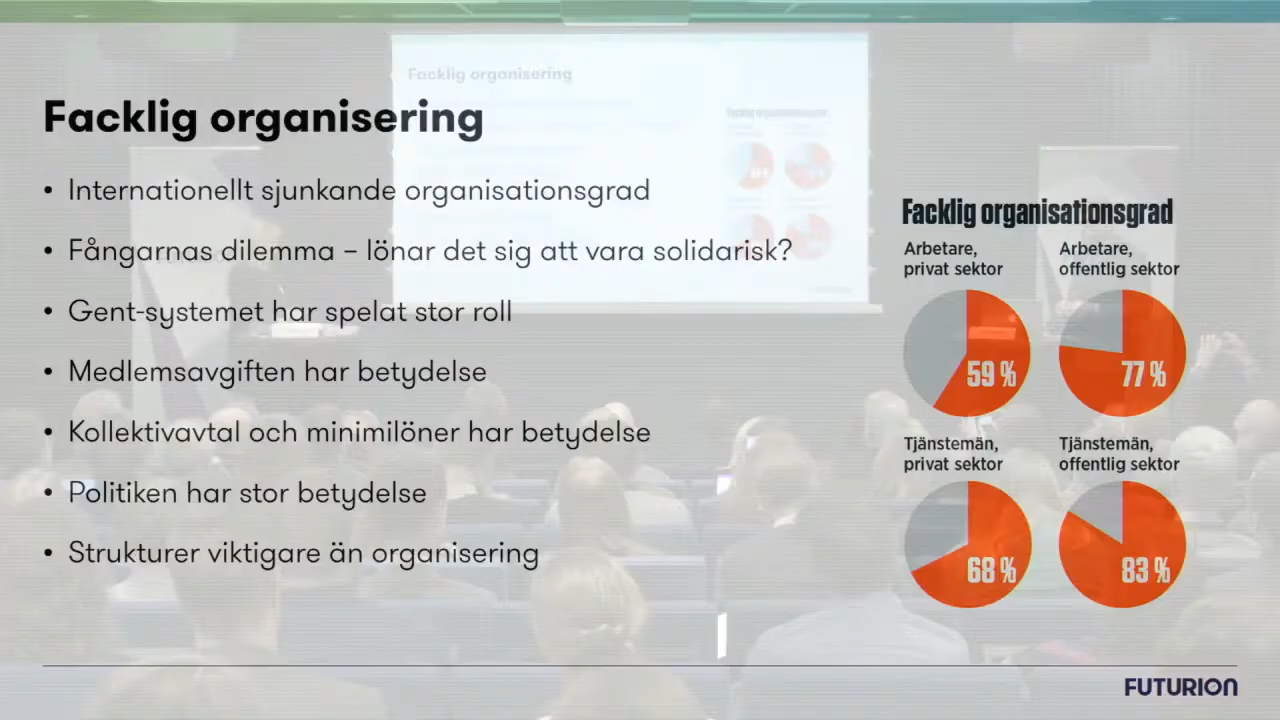 Facklig organisering
Facklig organisering
• Internationellt sjunkande organisationsgrad
• Fångarnas dilemma – lönar det sig att vara solidarisk?
• Gent-systemet har spelat stor roll
• Medlemsavgiften har betydelse
• Kollektivavtal och minimilöner har betydelse
• Politiken har stor betydelse
• Strukturer viktigare än organisering
Facklig organisationsgrad
Arbetare,
privat sektor
59 %
Arbetare,
offentlig sektor
77 %
Tjänstemän,
privat sektor
68 %
Tjänstemän,
offentlig sektor
83 %
FUTURION